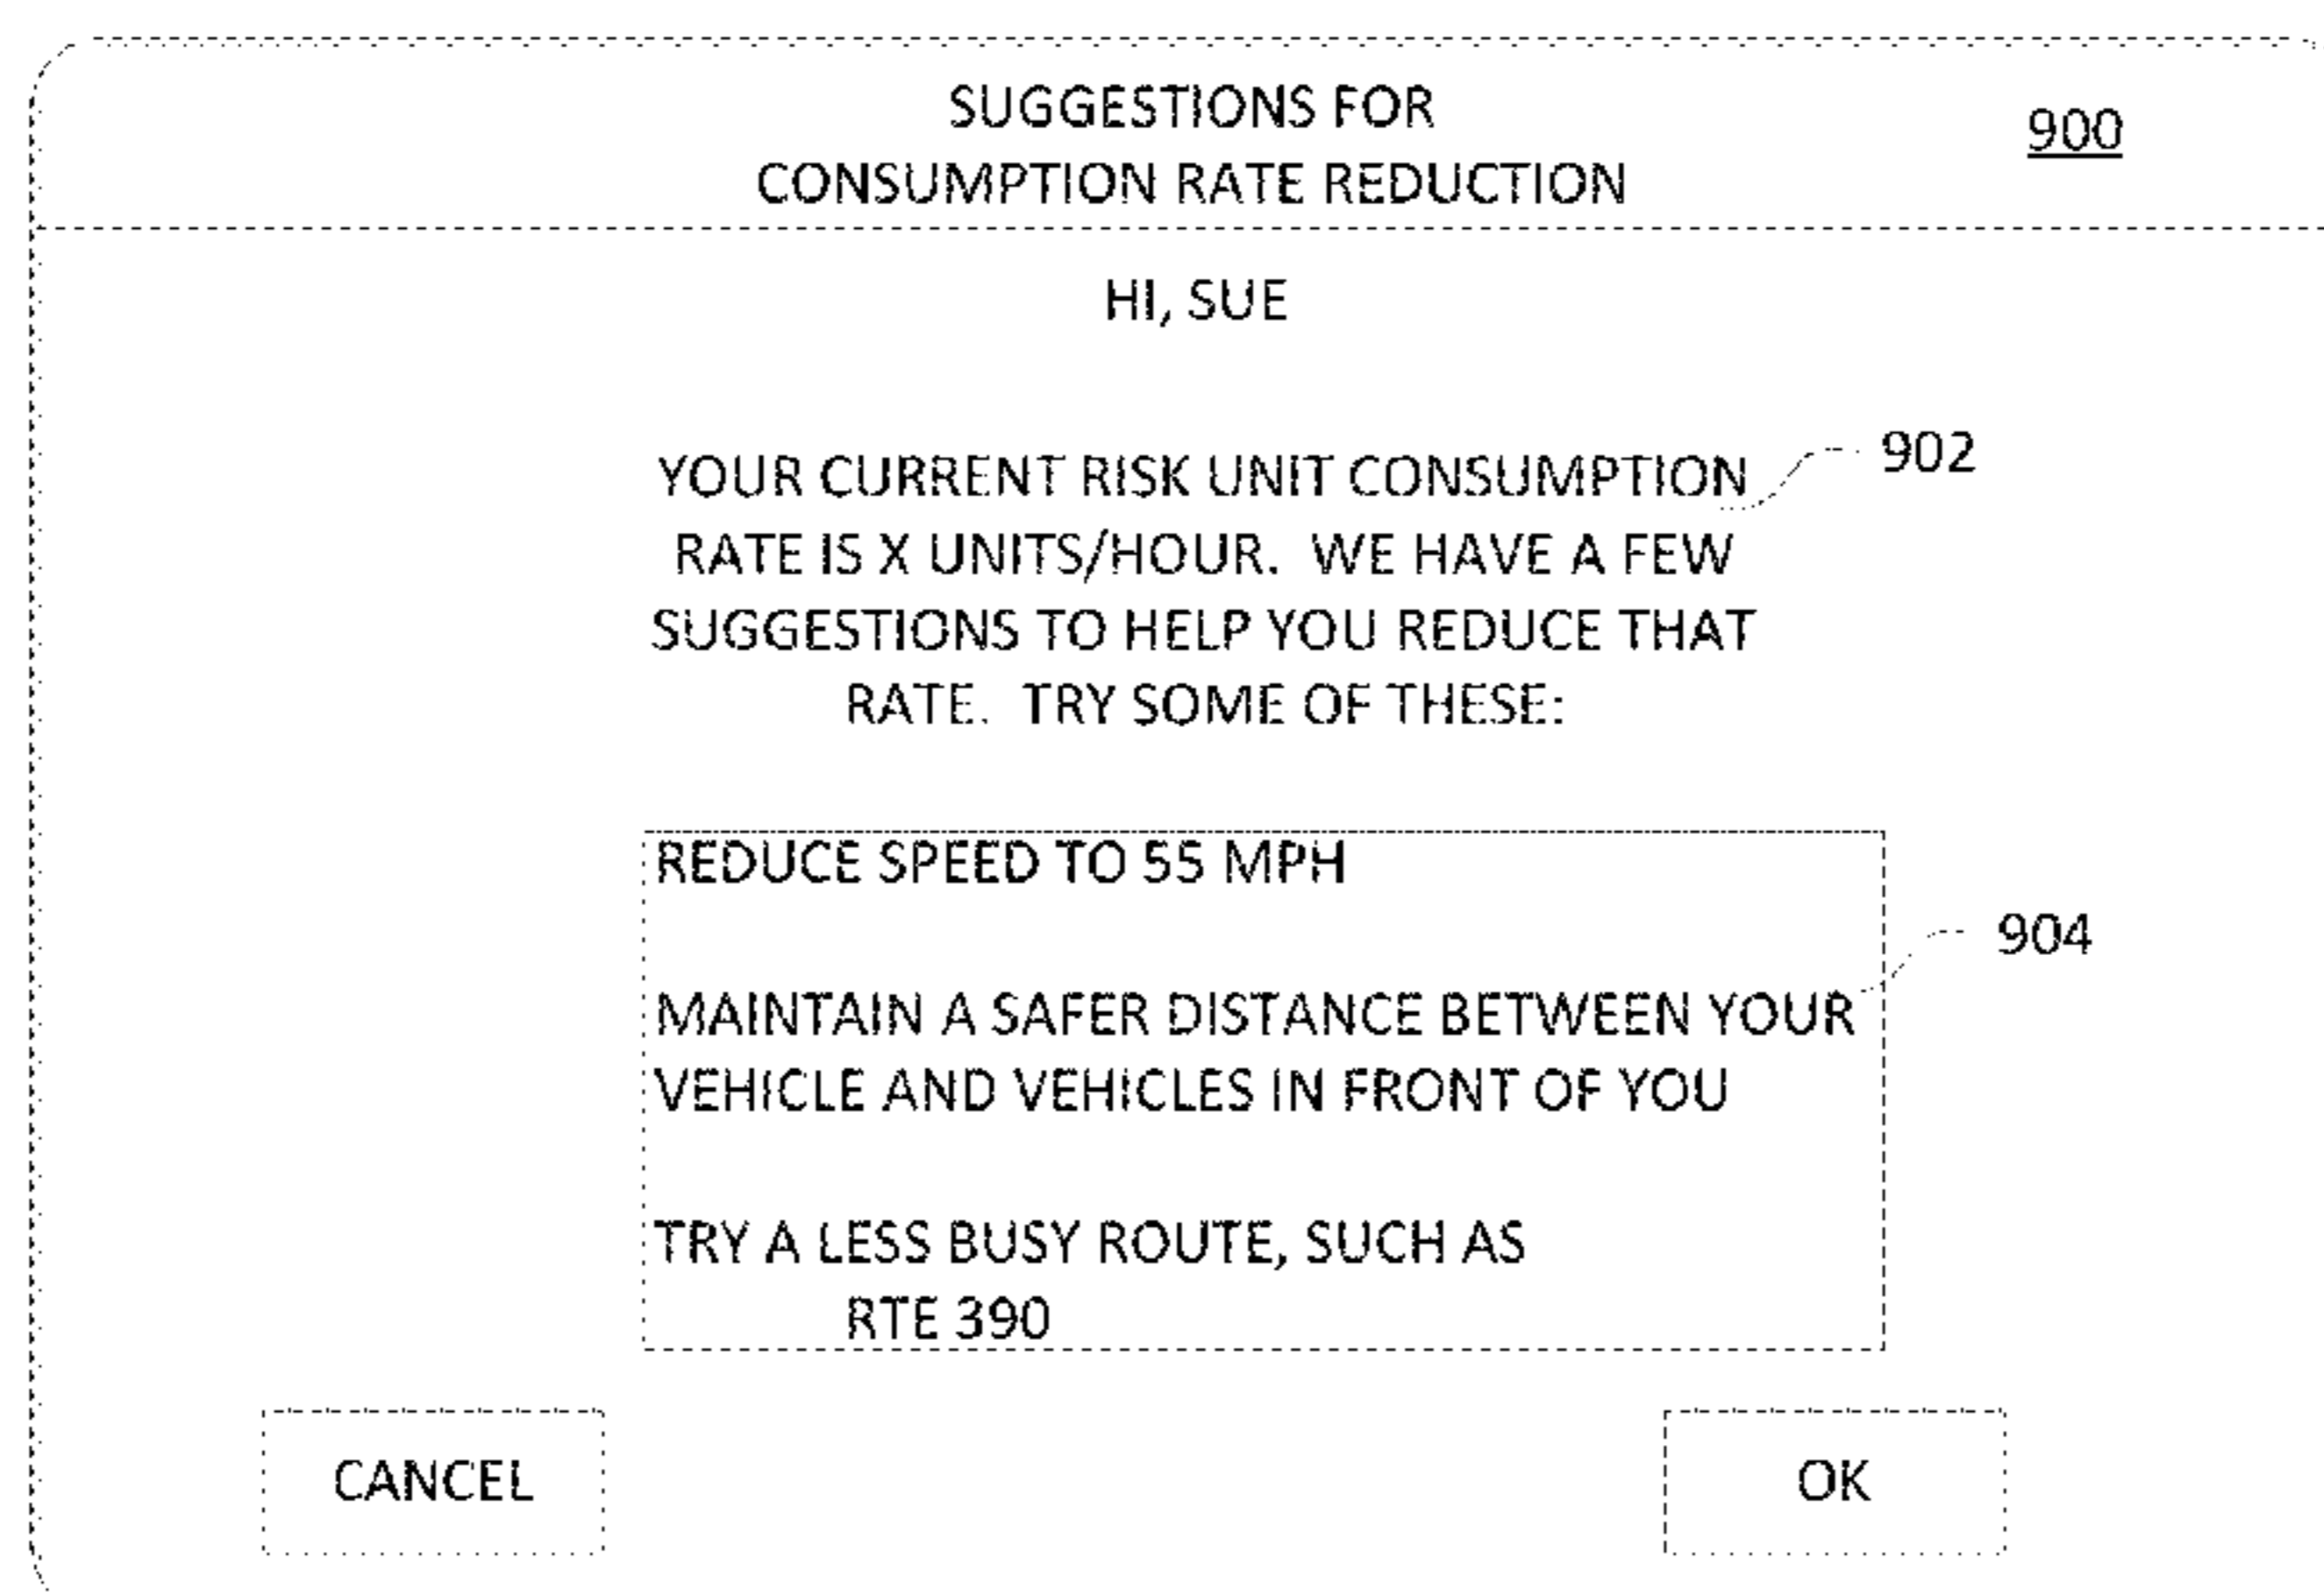 SUGGESTIONS FOR
900
CONSUMPTION RATE REDUCTION
HI, SUE
902
YOUR CURRENT RISK UNIT CONSUMPTION
RATE IS X UNITS/HOUR. WE HAVE A FEW
SUGGESTIONS TO HELP YOU REDUCE THAT
RATE. TRY SOME OF THESE:
REDUCE SPEED TO 55 MPH
904
MAINTAIN A SAFER DISTANCE BETWEEN YOUR
VEHICLE AND VEHICLES IN FRONT OF YOU
TRY A LESS BUSY ROUTE, SUCH AS
RTE 390
CANCEL
OK